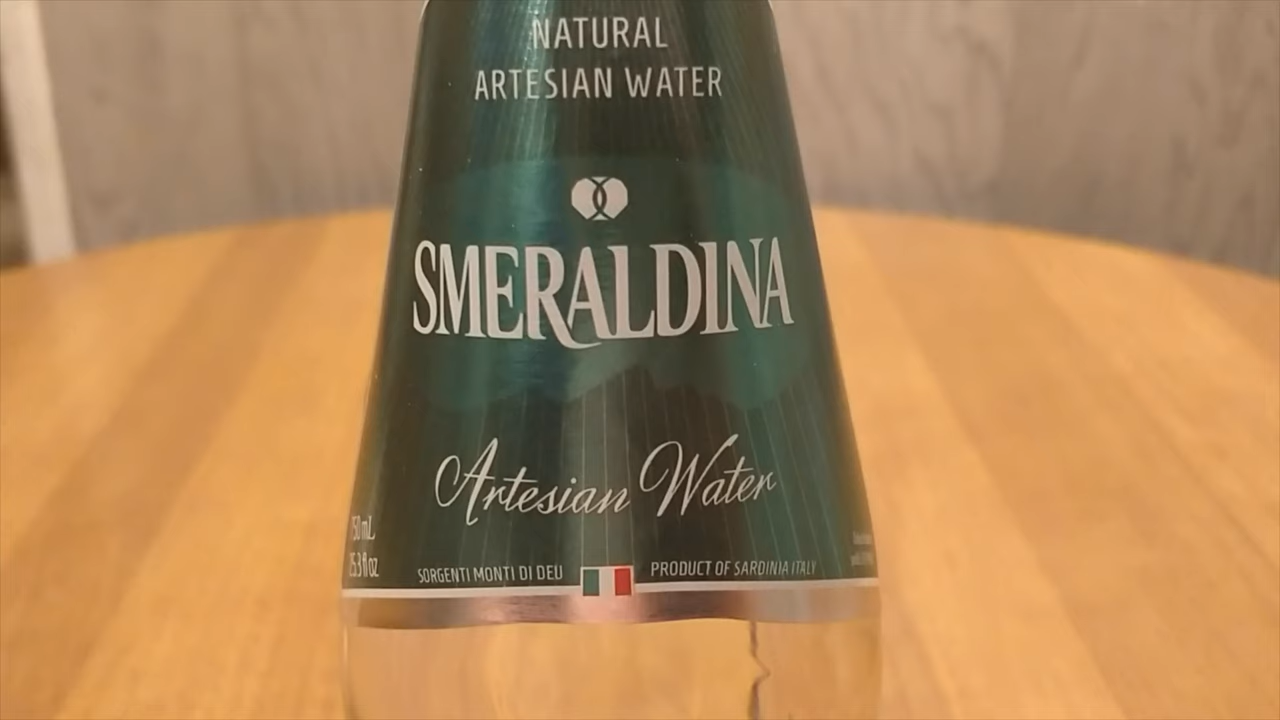 NATURAL
ARTESIAN WATER
SMERALDINA
Artesian Water
750 mL
25.3 fl oz
SORGENTI MONTI DI DEU
PRODUCT OF SARDINIA ITALY